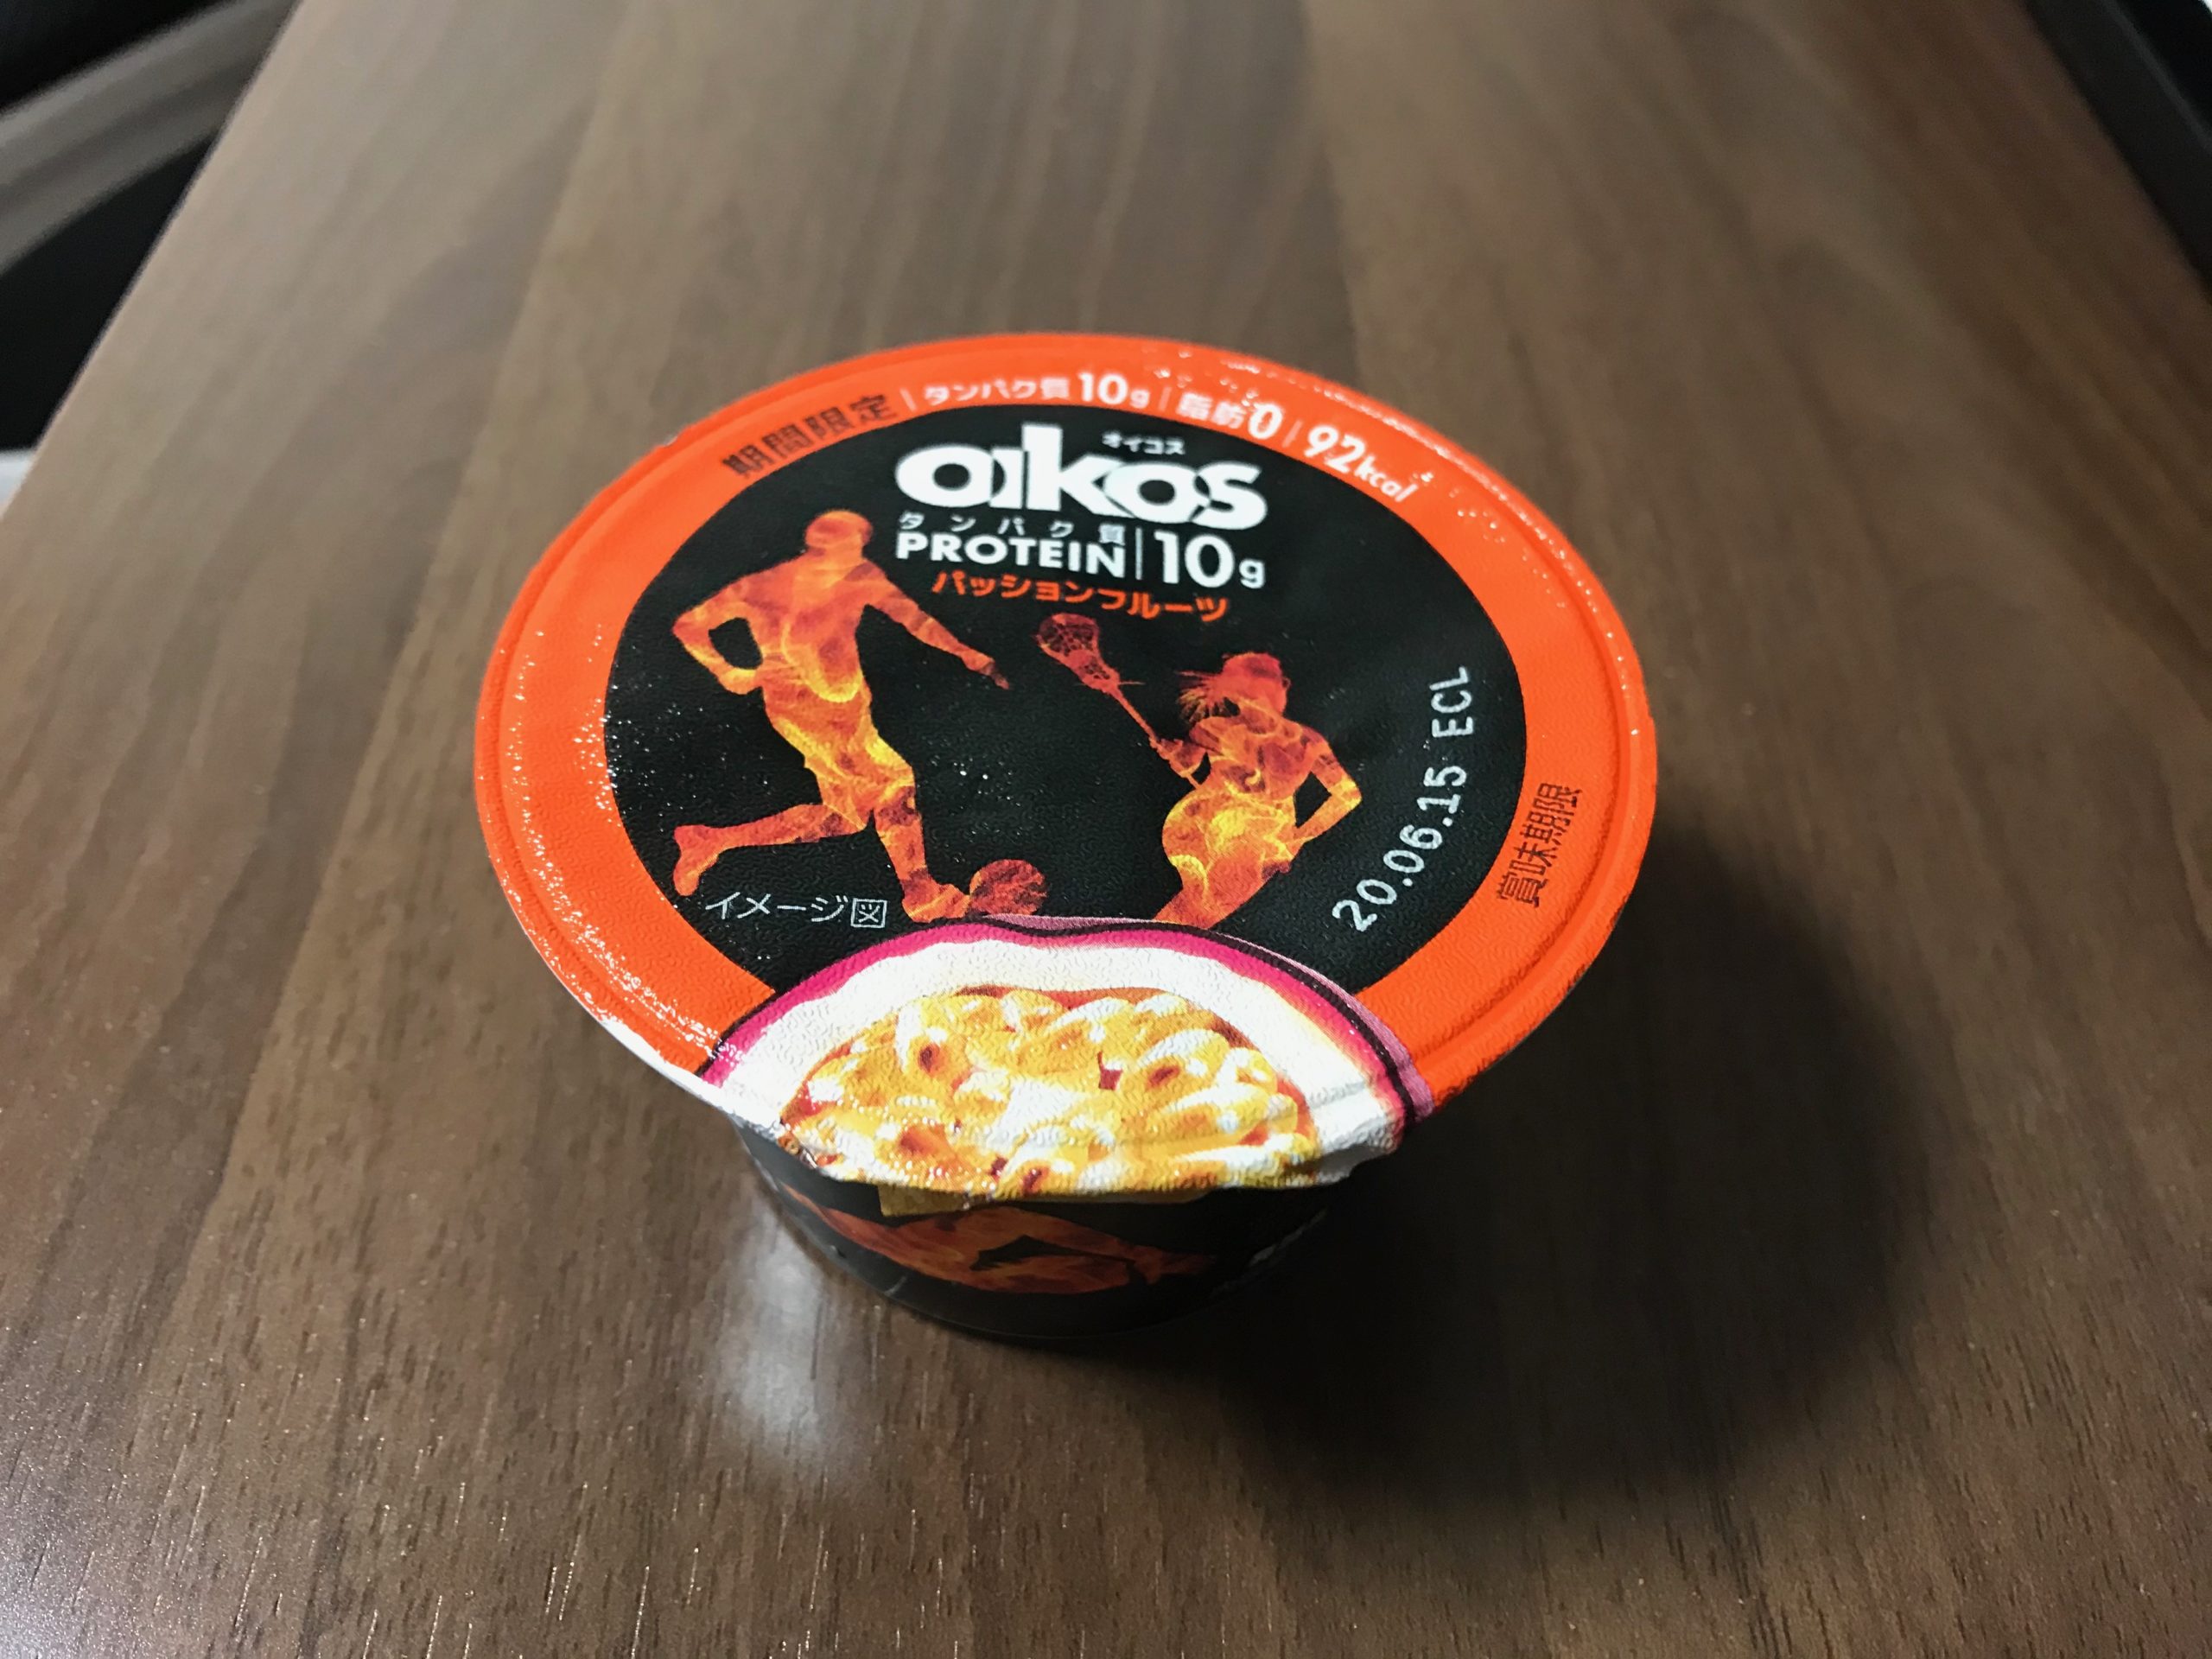 期間限定 | タンパク質10g | 脂肪0 | 92kcal
オイコス
oikos
タンパク質
PROTEIN | 10g
パッションフルーツ
イメージ図
20.06.15 ECL
賞味期限